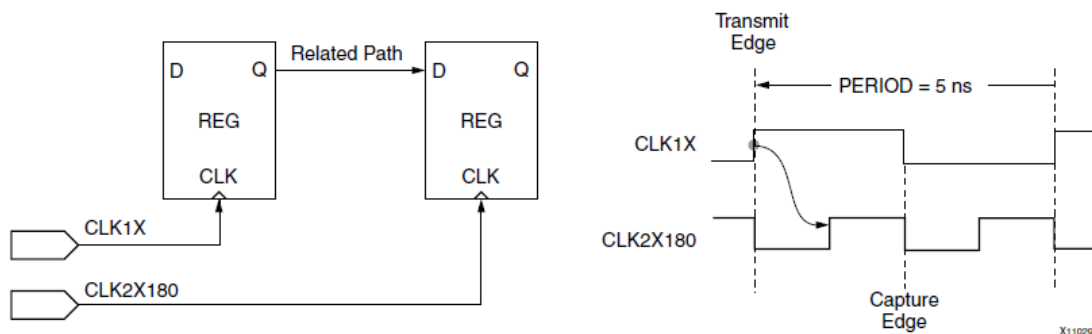 Related Path
D
Q
REG
CLK
D
Q
REG
CLK
CLK1X
CLK2X180
Transmit
Edge
PERIOD = 5 ns
CLK1X
CLK2X180
Capture
Edge